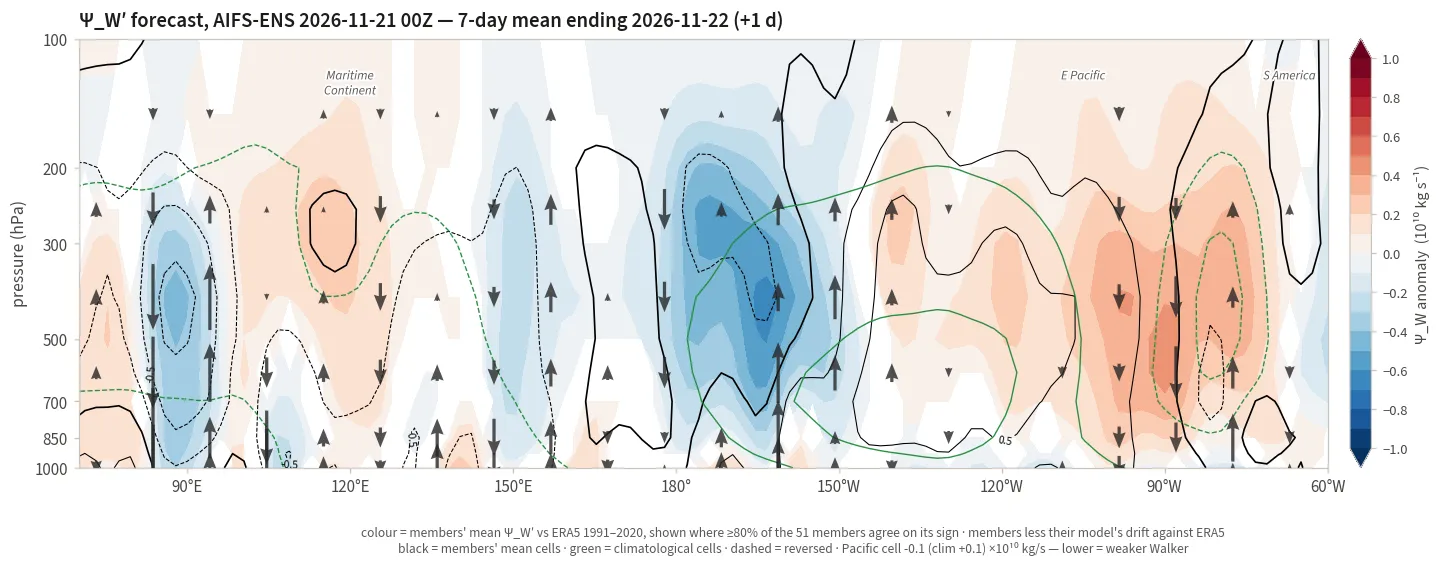 Ψ_W′ forecast, AIFS-ENS 2026-11-21 00Z — 7-day mean ending 2026-11-22 (+1 d)
100
200
300
400
500
700
850
1000
pressure (hPa)
Maritime
Continent
E Pacific
S America
0.5
0.5
90°E
120°E
150°E
180°
150°W
120°W
90°W
60°W
1.0
0.8
0.6
0.4
0.2
0.0
−0.2
−0.4
−0.6
−0.8
−1.0
Ψ_W anomaly (10¹⁰ kg s⁻¹)
colour = members' mean Ψ_W′ vs ERA5 1991–2020, shown where ≥80% of the 51 members agree on its sign · members less their model's drift against ERA5
black = members' mean cells · green = climatological cells · dashed = reversed · Pacific cell -0.1 (clim +0.1) ×10¹⁰ kg/s — lower = weaker Walker